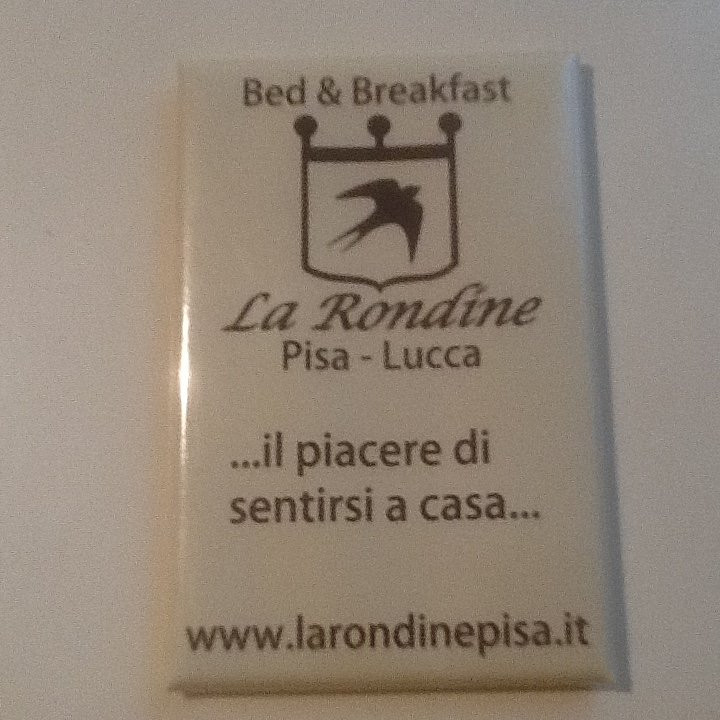 Bed & Breakfast
La Rondine
Pisa - Lucca
...il piacere di
sentirsi a casa...
www.larondinepisa.it